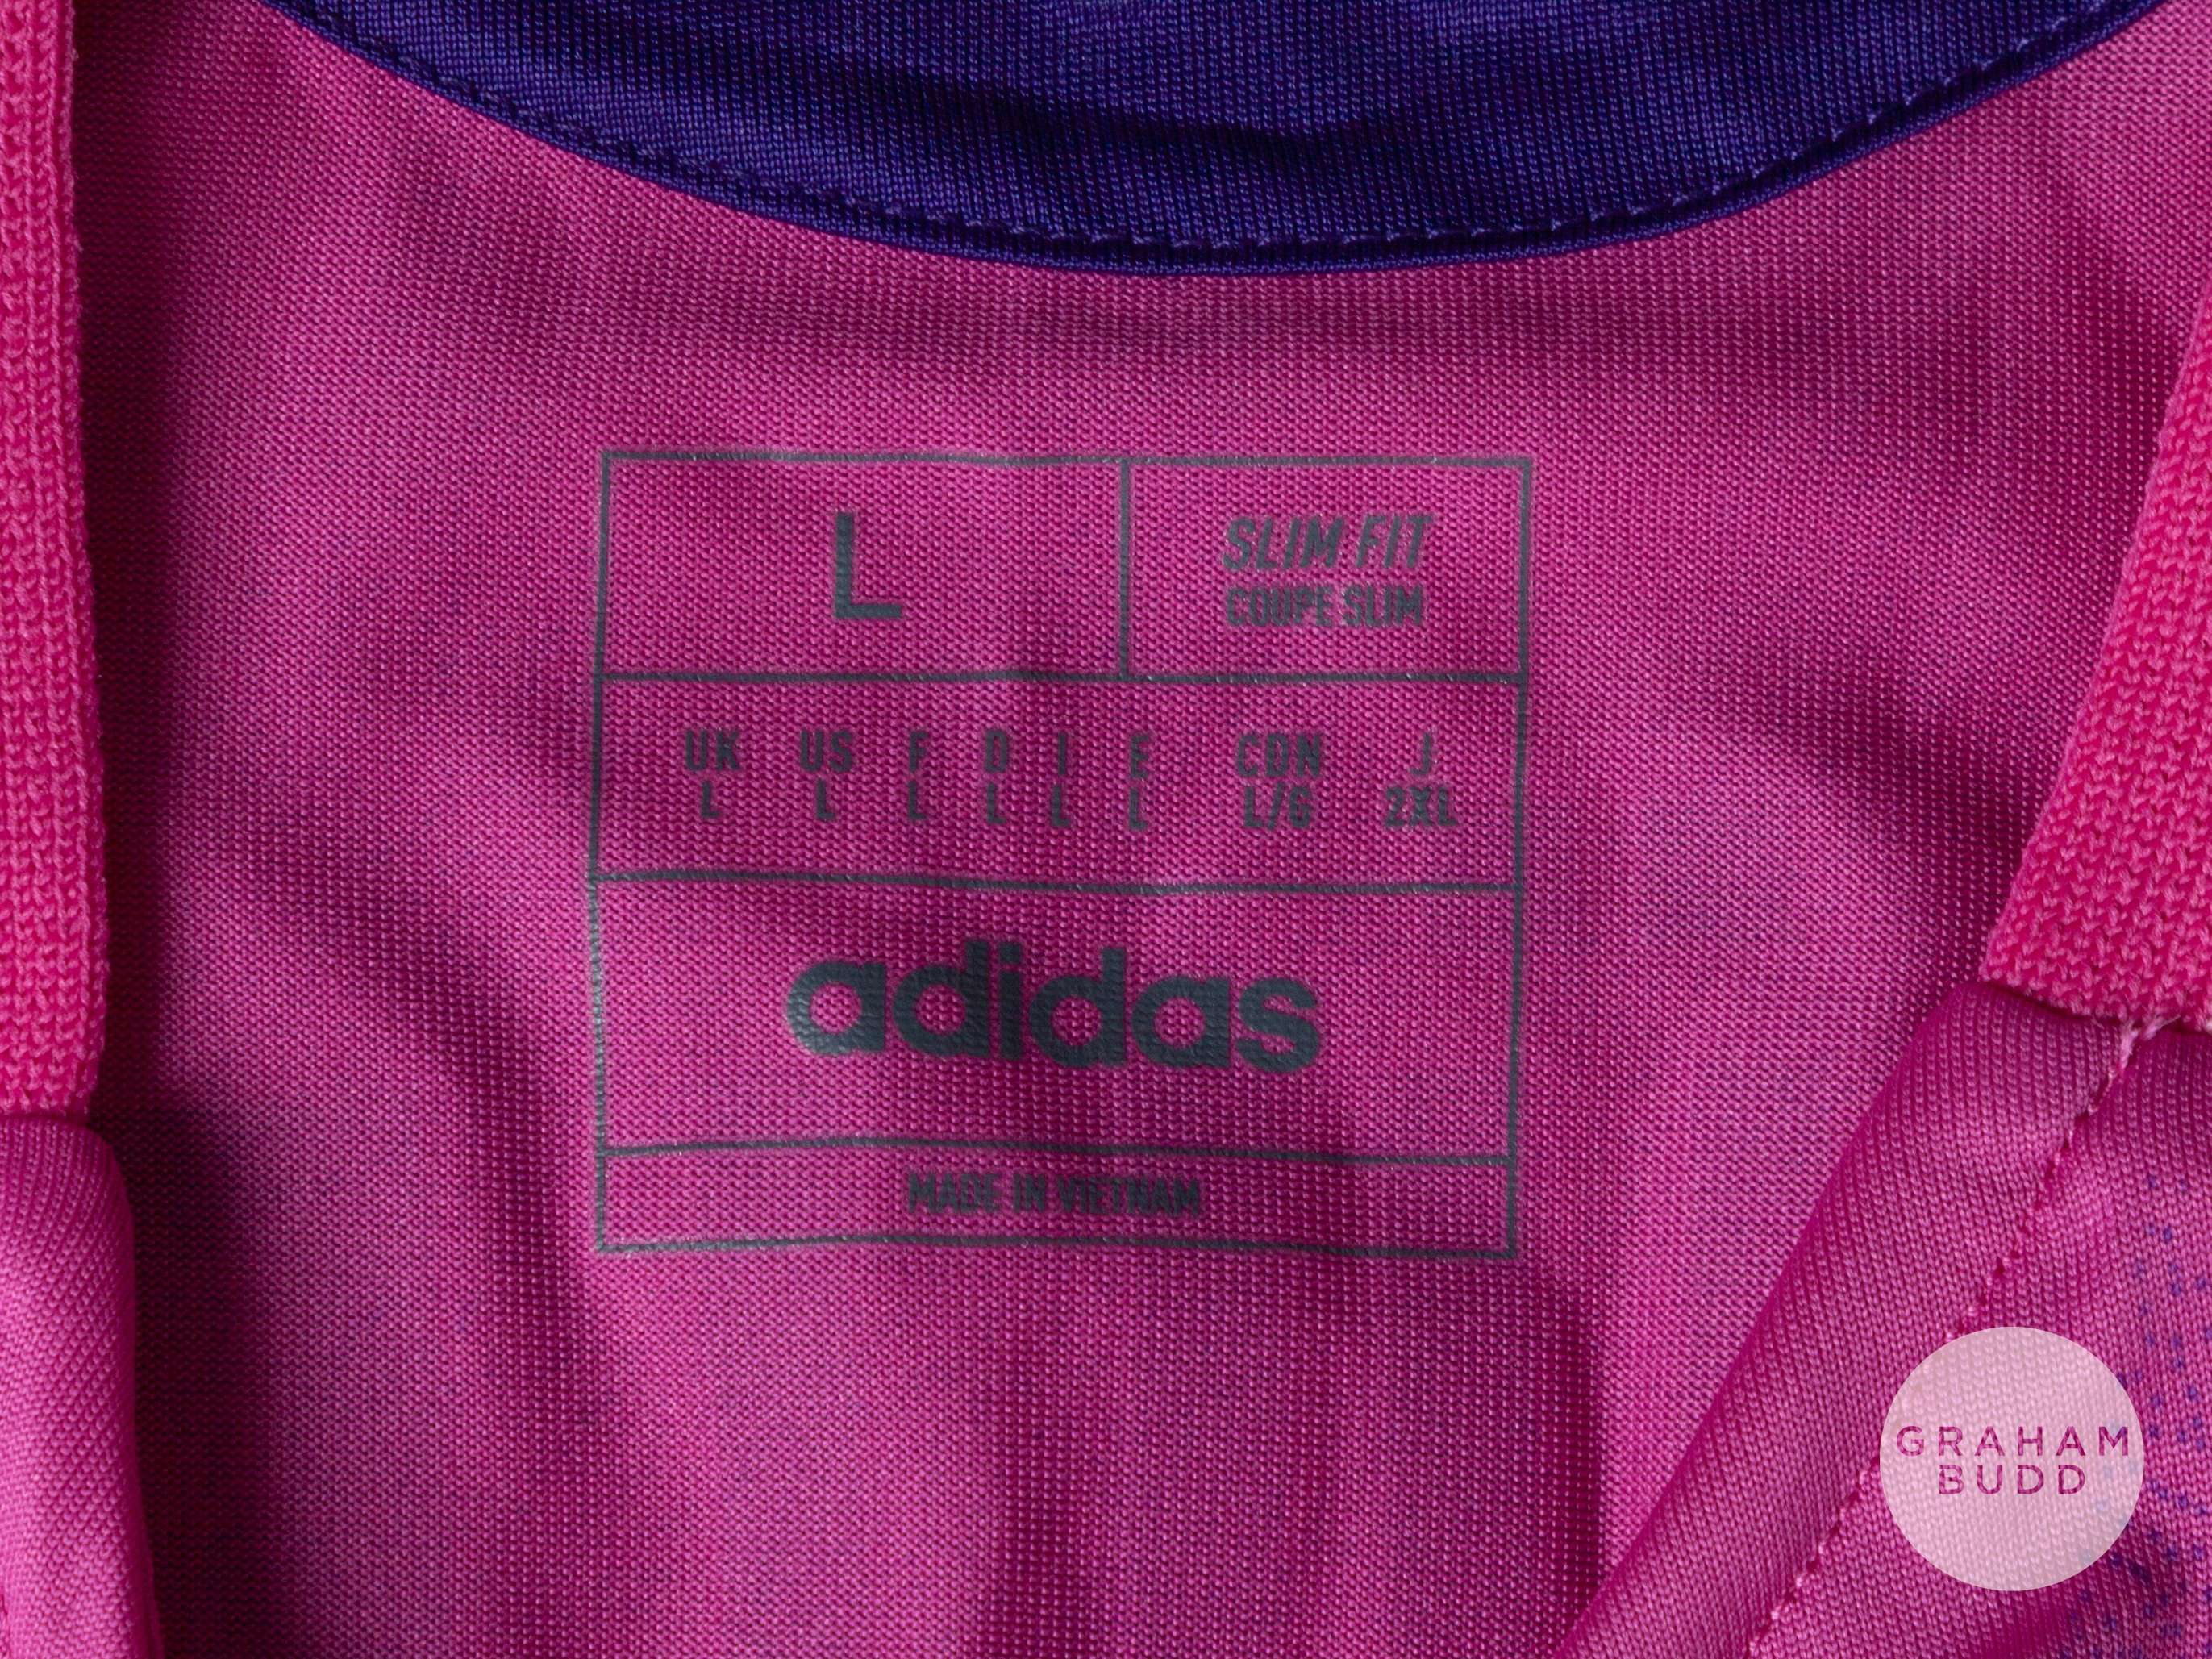 L
SLIM FIT
COUPE SLIM
UK US F D I E CDN J
L L L L L L L/G 2XL
adidas
MADE IN VIETNAM
GRAHAM
BUDD